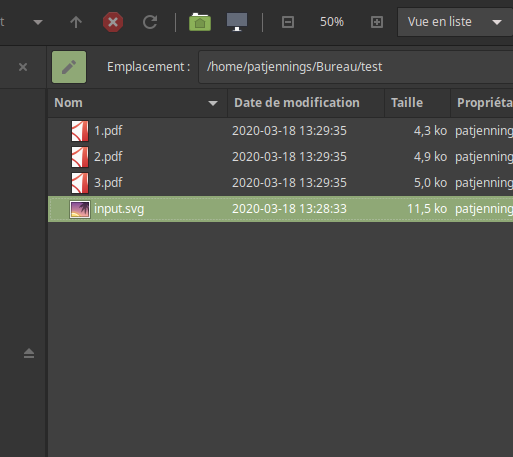 t
50%
Vue en liste
Emplacement :
/home/patjennings/Bureau/test
Nom Date de modification Taille Propriéta
1.pdf 2020-03-18 13:29:35 4,3 ko patjenning
2.pdf 2020-03-18 13:29:35 4,9 ko patjenning
3.pdf 2020-03-18 13:29:35 5,0 ko patjenning
input.svg 2020-03-18 13:28:33 11,5 ko patjenning